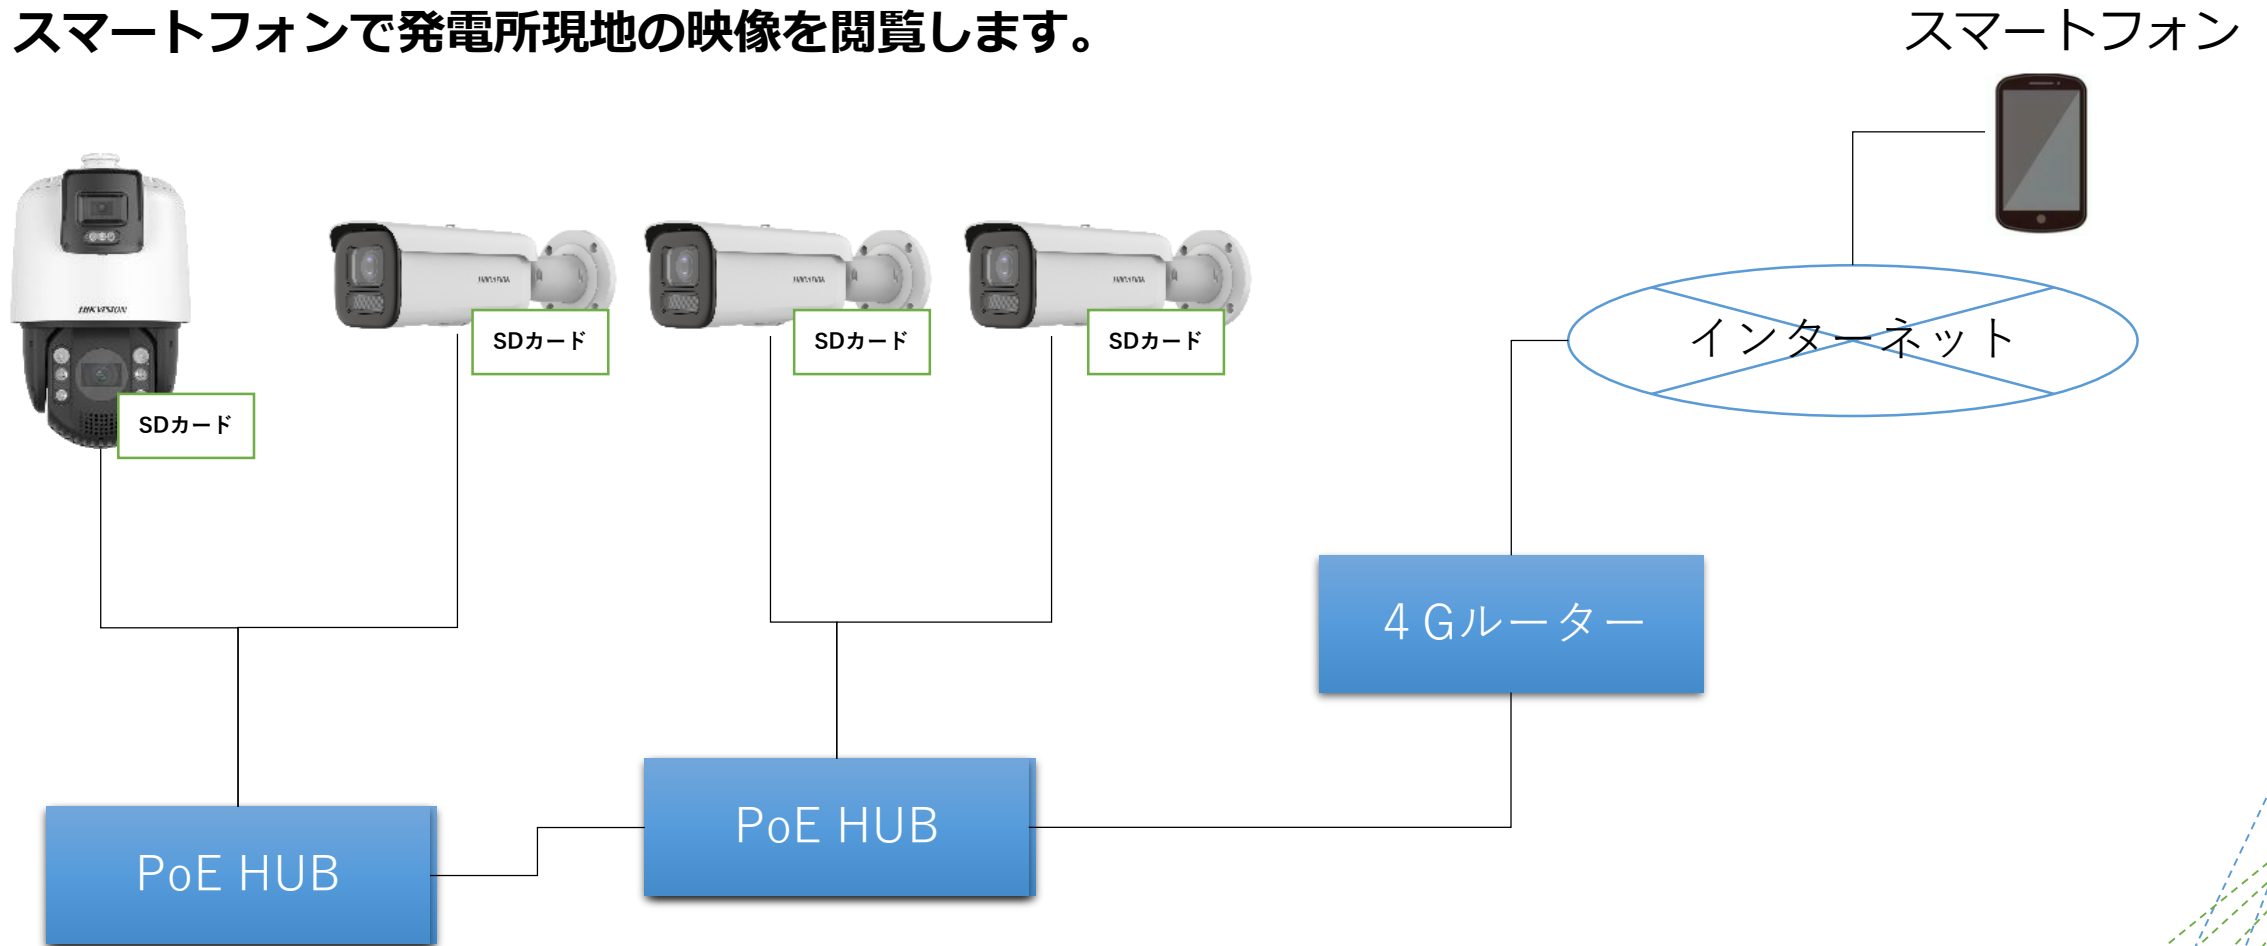 スマートフォンで発電所現地の映像を閲覧します。
スマートフォン
HIKVISION
HIKVISION
HIKVISION
HIKVISION
SDカード
SDカード
SDカード
SDカード
インターネット
４Gルーター
PoE HUB
PoE HUB